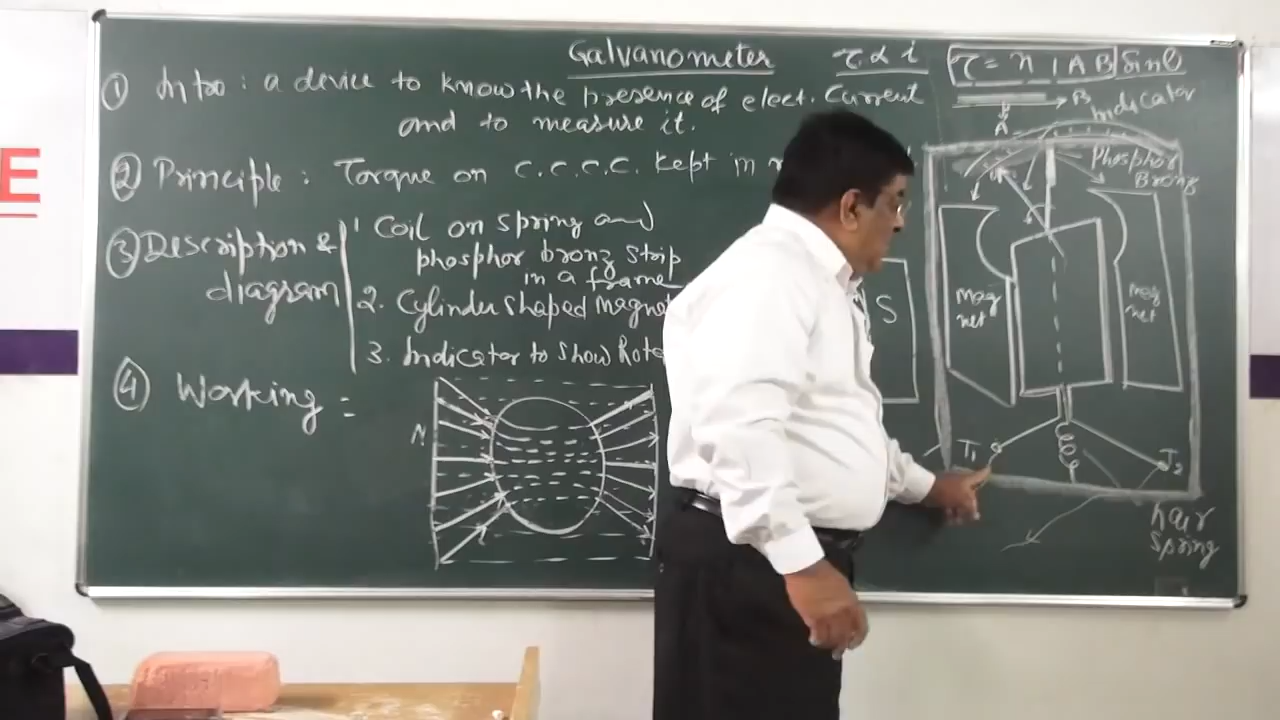 Galvanometer τ ∝ i τ = n i A B Sinθ
① Intro : a device to know the presence of elect. Current
and to measure it.
② Principle : Torque on C.C.C.C. kept in
③ Description &
diagram
1 Coil on spring and
phosphor bronz strip
in a frame
2. Cylinder shaped magnet
3. Indicator to show Rota
④ Working :
N
S
B
A
Indicator
Phosphor
Bronz
mag
net
mag
net
T₁
T₂
hair
spring
E